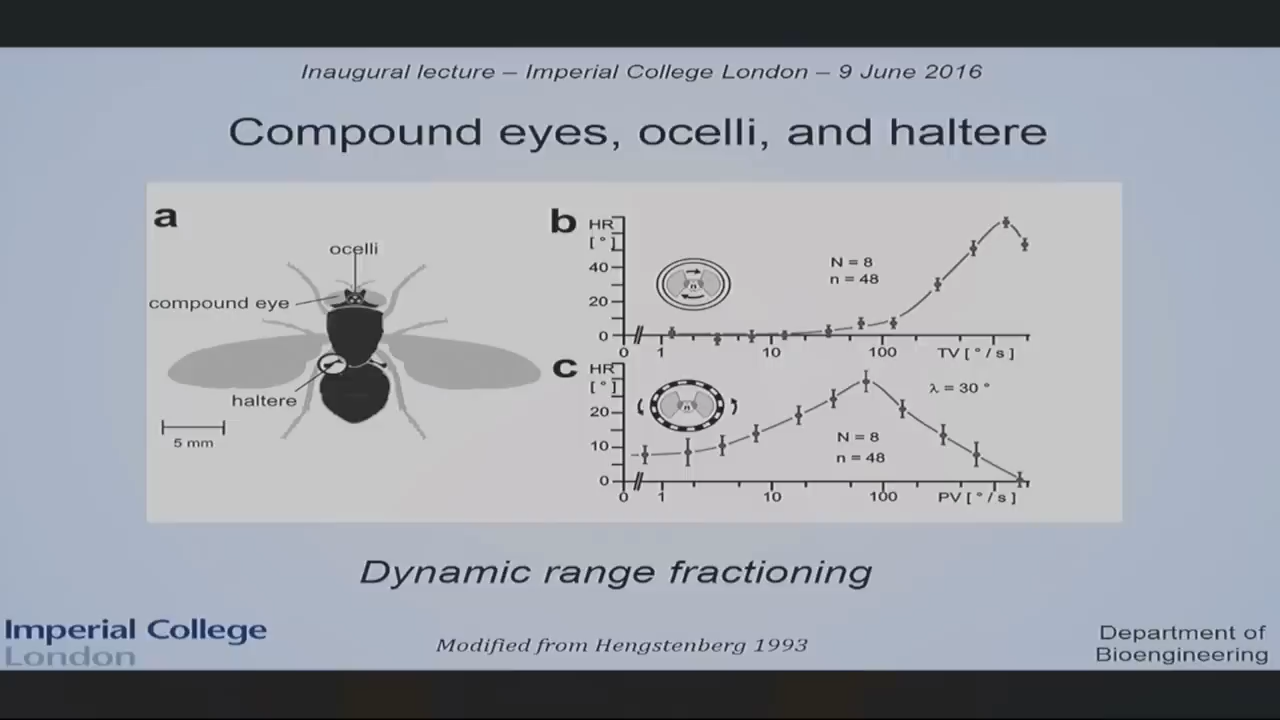 Inaugural lecture – Imperial College London – 9 June 2016
Compound eyes, ocelli, and haltere
a
ocelli
compound eye
haltere
5 mm
b
HR
[°]
40
20
0
N = 8
n = 48
0 1 10 100 TV [°/s]
c
HR
[°]
20
10
0
λ = 30 °
N = 8
n = 48
0 1 10 100 PV [°/s]
Dynamic range fractioning
Imperial College
London
Modified from Hengstenberg 1993
Department of
Bioengineering